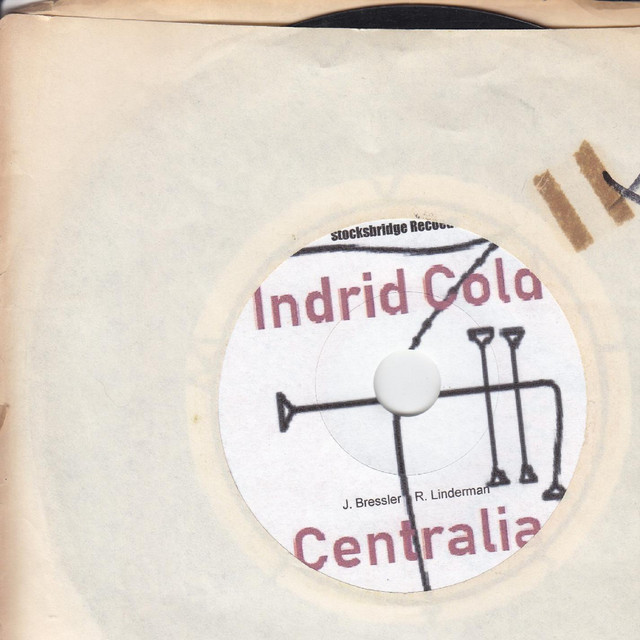 stocksbridge
Indrid Cold
J. Bressler R. Linderman
Centralia